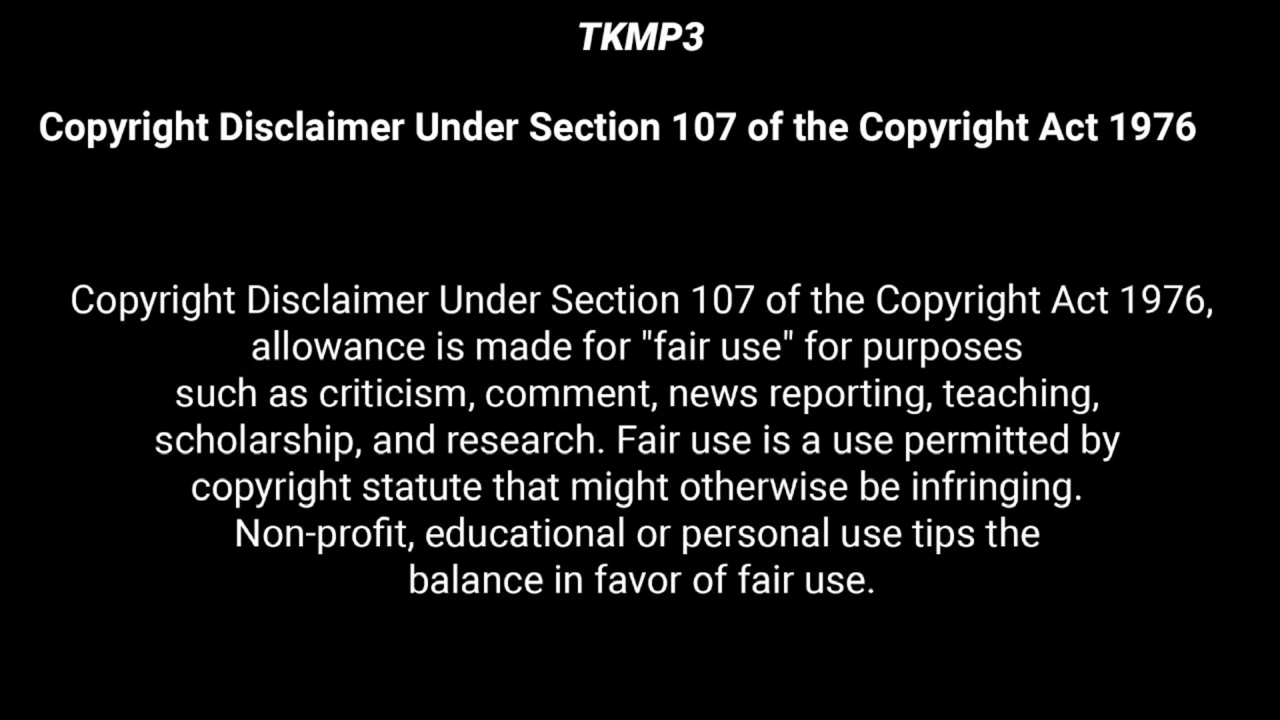 TKMP3
Copyright Disclaimer Under Section 107 of the Copyright Act 1976
Copyright Disclaimer Under Section 107 of the Copyright Act 1976,
allowance is made for "fair use" for purposes
such as criticism, comment, news reporting, teaching,
scholarship, and research. Fair use is a use permitted by
copyright statute that might otherwise be infringing.
Non-profit, educational or personal use tips the
balance in favor of fair use.